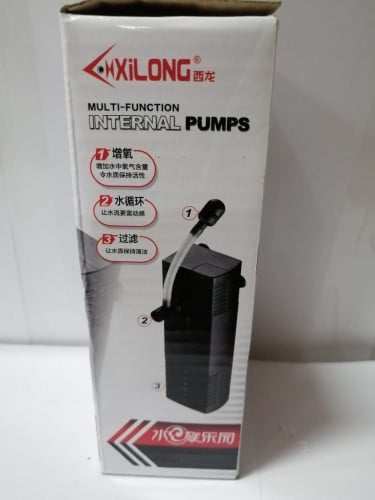 XiLONG® 西龙
MULTI-FUNCTION
INTERNAL PUMPS
1 增氧
增加水中氧气含量
令水质保持活性
2 水循环
让水流更富动感
3 过滤
让水质保持清洁
1
2
3
水族乐园